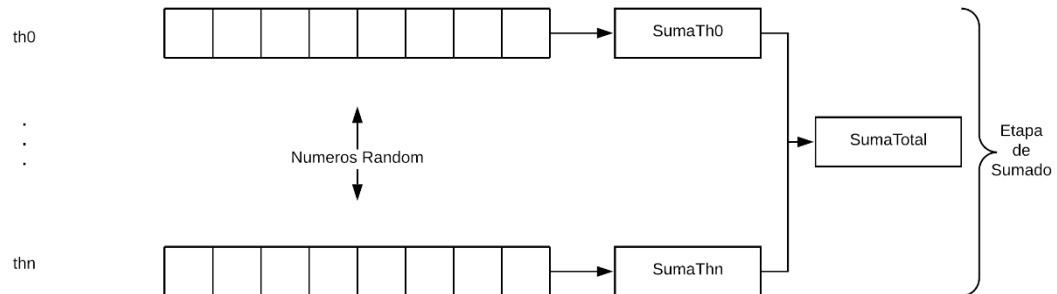 th0
SumaTh0
.
.
.
Numeros Random
SumaTotal
Etapa
de
Sumado
thn
SumaThn